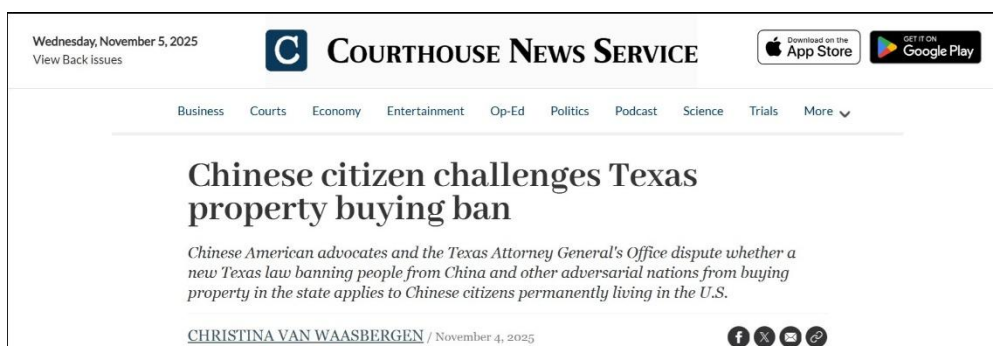 Wednesday, November 5, 2025
View Back issues
C COURTHOUSE NEWS SERVICE
Download on the
App Store
GET IT ON
Google Play
Business Courts Economy Entertainment Op-Ed Politics Podcast Science Trials More
Chinese citizen challenges Texas
property buying ban
Chinese American advocates and the Texas Attorney General's Office dispute whether a
new Texas law banning people from China and other adversarial nations from buying
property in the state applies to Chinese citizens permanently living in the U.S.
CHRISTINA VAN WAASBERGEN / November 4, 2025